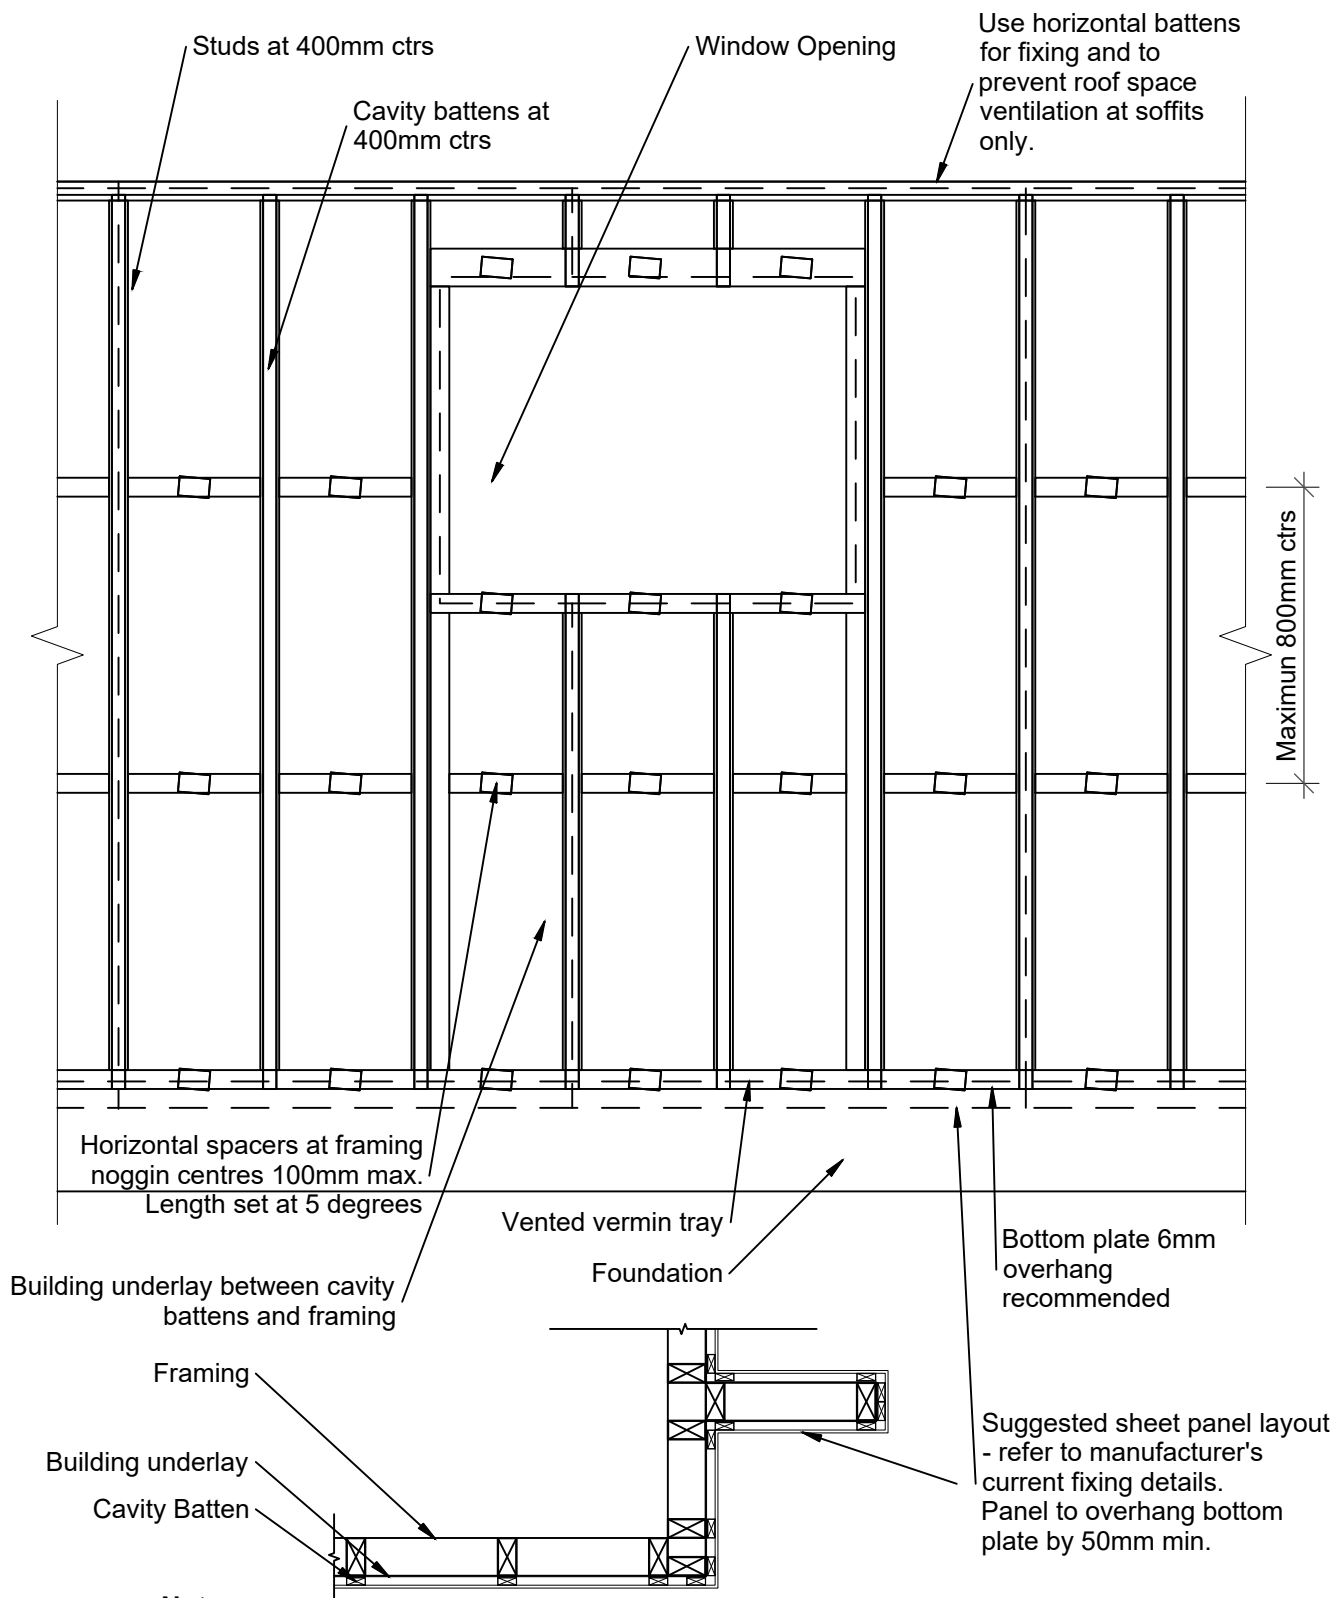 Studs at 400mm ctrs
Window Opening
Use horizontal battens
for fixing and to
prevent roof space
ventilation at soffits
only.
Cavity battens at
400mm ctrs
Maximun 800mm ctrs
Horizontal spacers at framing
noggin centres 100mm max.
Length set at 5 degrees
Vented vermin tray
Foundation
Bottom plate 6mm
overhang
recommended
Building underlay between cavity
battens and framing
Framing
Building underlay
Cavity Batten
Suggested sheet panel layout
- refer to manufacturer's
current fixing details.
Panel to overhang bottom
plate by 50mm min.